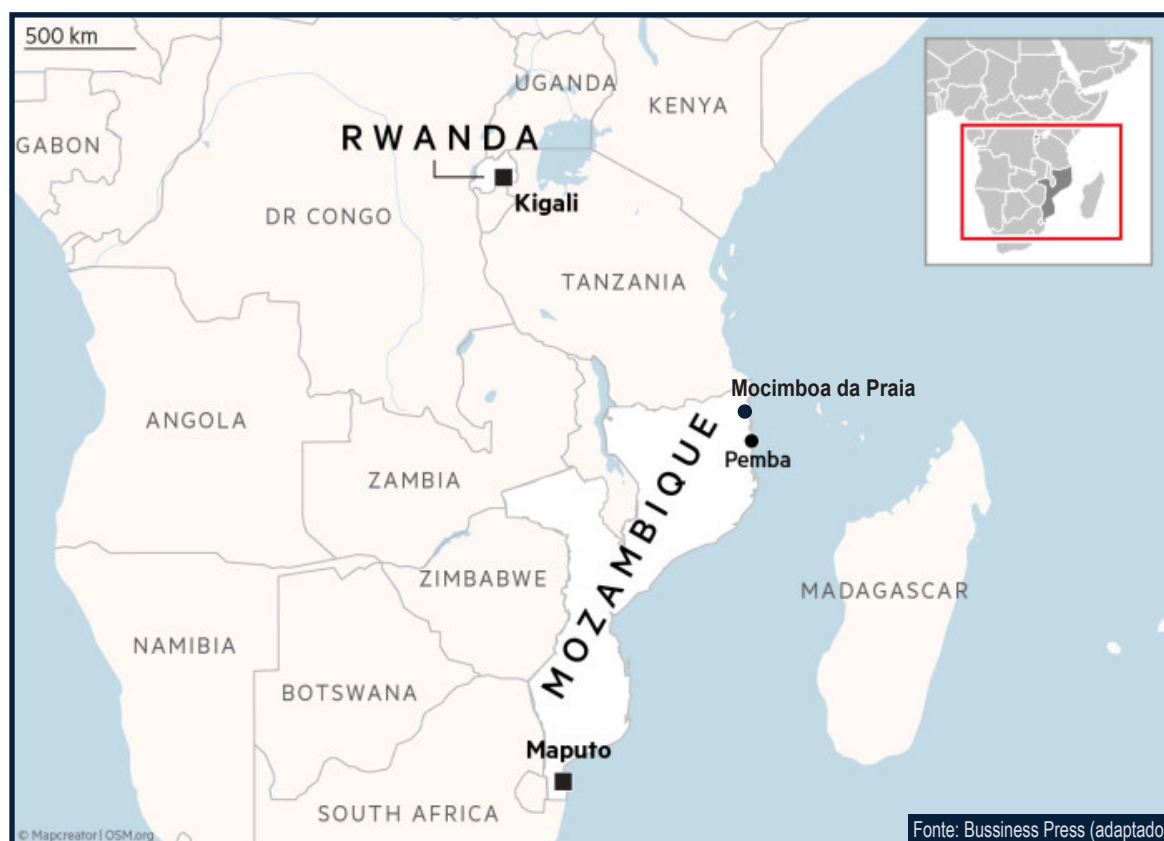 500 km
UGANDA
KENYA
GABON
RWANDA
Kigali
DR CONGO
TANZANIA
Mocimboa da Praia
ANGOLA
Pemba
ZAMBIA
MOZAMBIQUE
ZIMBABWE
MADAGASCAR
NAMIBIA
BOTSWANA
Maputo
SOUTH AFRICA
© Mapcreator | OSM.org
Fonte: Bussiness Press (adaptado